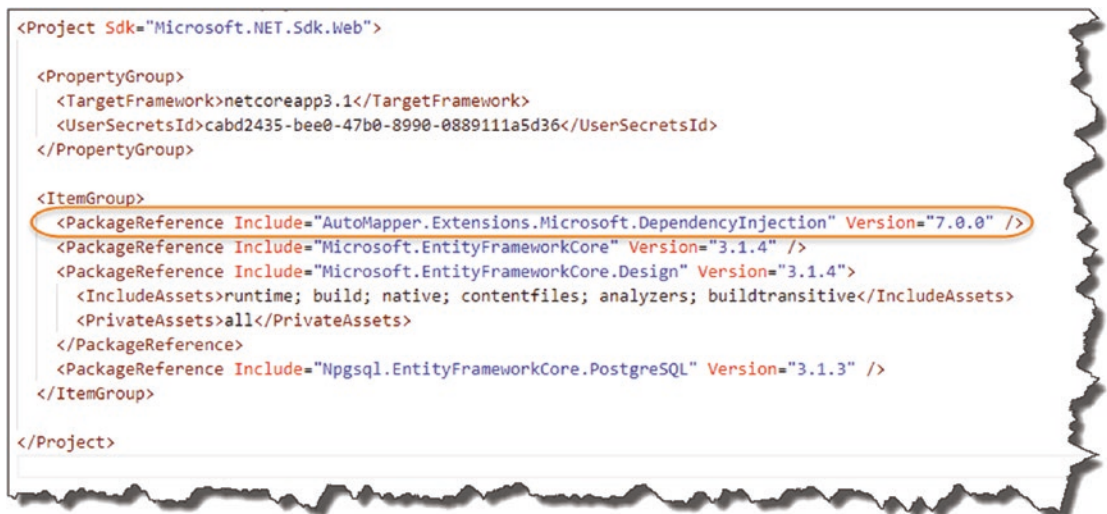 <Project Sdk="Microsoft.NET.Sdk.Web">
<PropertyGroup>
<TargetFramework>netcoreapp3.1</TargetFramework>
<UserSecretsId>cabd2435-bee0-47b0-8990-0889111a5d36</UserSecretsId>
</PropertyGroup>
<ItemGroup>
<PackageReference Include="AutoMapper.Extensions.Microsoft.DependencyInjection" Version="7.0.0" />
<PackageReference Include="Microsoft.EntityFrameworkCore" Version="3.1.4" />
<PackageReference Include="Microsoft.EntityFrameworkCore.Design" Version="3.1.4">
<IncludeAssets>runtime; build; native; contentfiles; analyzers; buildtransitive</IncludeAssets>
<PrivateAssets>all</PrivateAssets>
</PackageReference>
<PackageReference Include="Npgsql.EntityFrameworkCore.PostgreSQL" Version="3.1.3" />
</ItemGroup>
</Project>